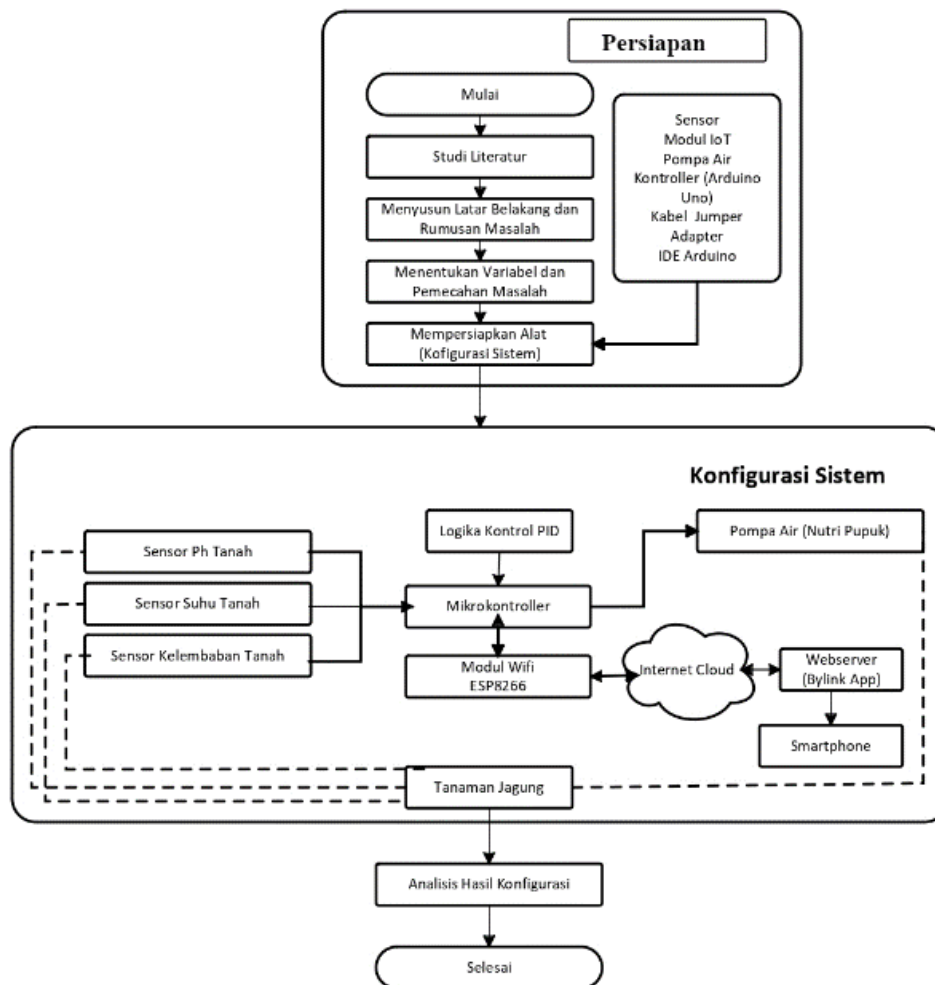 Persiapan
Mulai
Studi Literatur
Menyusun Latar Belakang dan
Rumusan Masalah
Menentukan Variabel dan
Pemecahan Masalah
Mempersiapkan Alat
(Kofigurasi Sistem)
Sensor
Modul IoT
Pompa Air
Kontroller (Arduino
Uno)
Kabel Jumper
Adapter
IDE Arduino
Konfigurasi Sistem
Sensor Ph Tanah
Sensor Suhu Tanah
Sensor Kelembaban Tanah
Logika Kontrol PID
Mikrokontroller
Modul Wifi
ESP8266
Pompa Air (Nutri Pupuk)
Internet Cloud
Webserver
(Bylink App)
Smartphone
Tanaman Jagung
Analisis Hasil Konfigurasi
Selesai